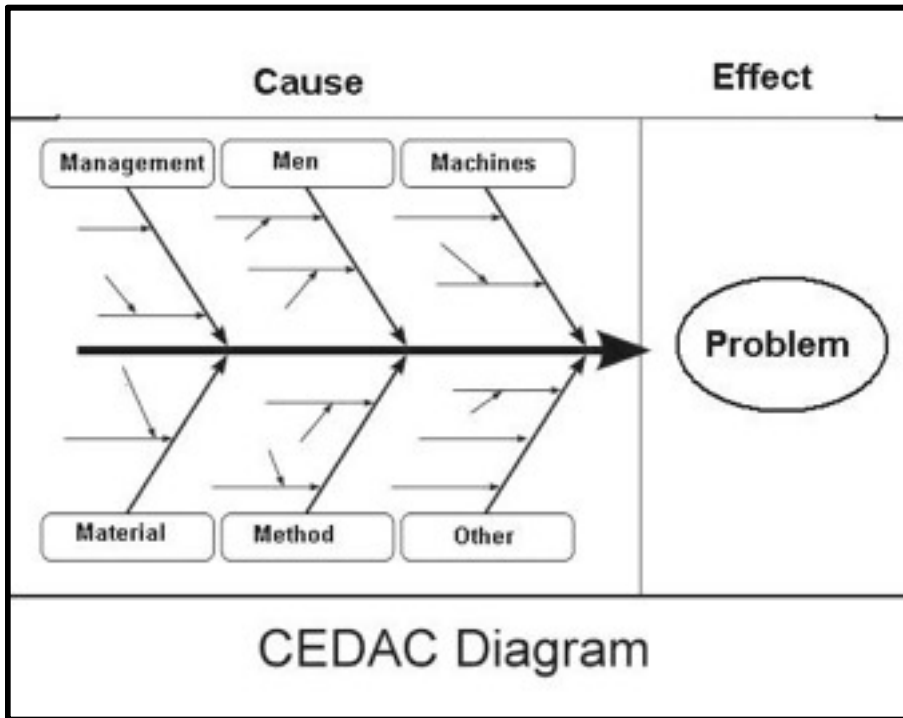 Cause
Effect
Management
Men
Machines
Problem
Material
Method
Other
CEDAC Diagram